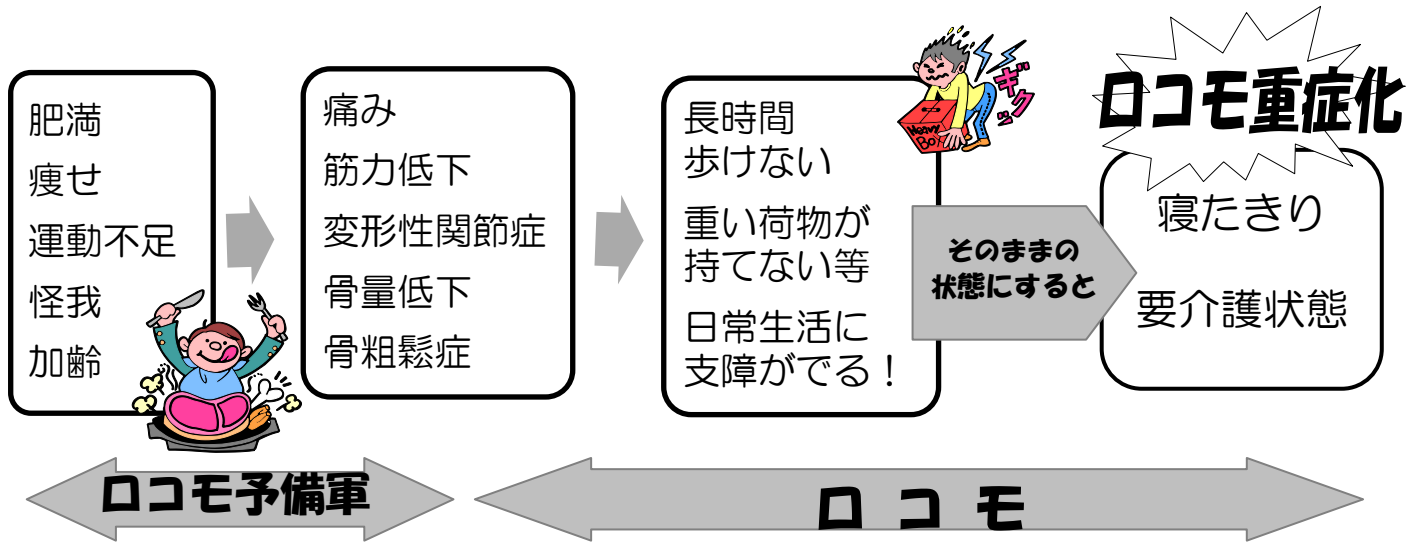 肥満
痩せ
運動不足
怪我
加齢
痛み
筋力低下
変形性関節症
骨量低下
骨粗鬆症
長時間
歩けない
重い荷物が
持てない等
日常生活に
支障がでる！
Heavy
Box
ギクッ
そのままの
状態にすると
ロコモ重症化
寝たきり
要介護状態
ロコモ予備軍
ロコモ